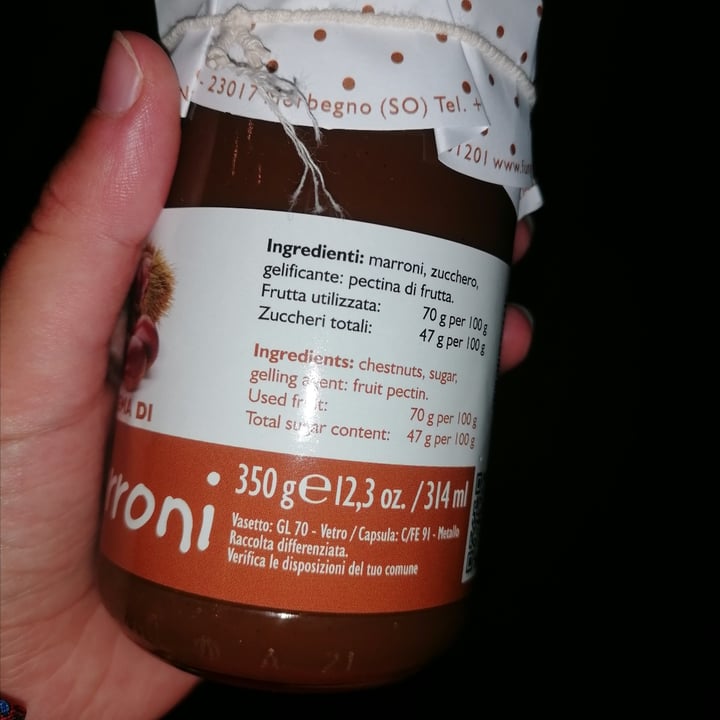 - 23017 Morbegno (SO) Tel. +
1201 www.
Ingredienti: marroni, zucchero,
gelificante: pectina di frutta.
Frutta utilizzata: 70 g per 100 g
Zuccheri totali: 47 g per 100 g
Ingredients: chestnuts, sugar,
gelling agent: fruit pectin.
Used fruit: 70 g per 100 g
Total sugar content: 47 g per 100 g
MA DI
rroni
350 g e 12,3 oz. / 314 ml
Vasetto: GL 70 - Vetro / Capsula: C/FE 91 - Metallo
Raccolta differenziata.
Verifica le disposizioni del tuo comune